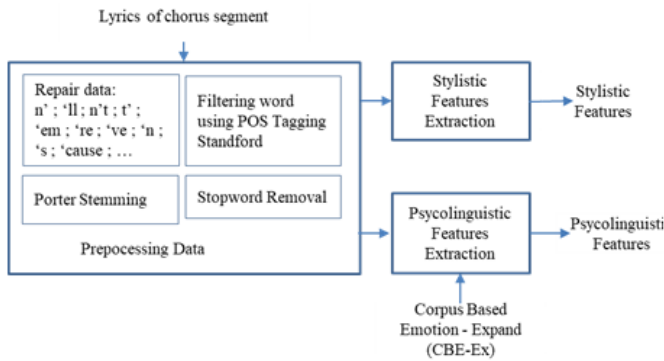 Lyrics of chorus segment
Repair data:
n' ; 'll ; n't ; t' ;
'em ; 're ; 've ; 'n ;
's ; 'cause ; …
Filtering word
using POS Tagging
Standford
Porter Stemming
Stopword Removal
Prepocessing Data
Stylistic
Features
Extraction
Stylistic
Features
Psycolinguistic
Features
Extraction
Psycolinguistic
Features
Corpus Based
Emotion - Expand
(CBE-Ex)